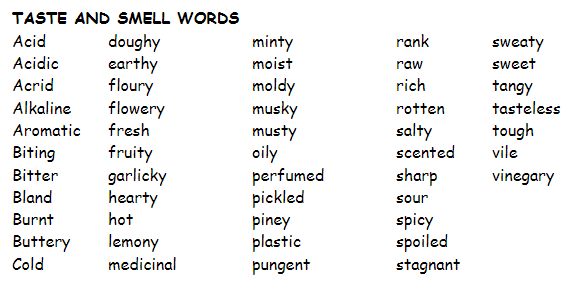 TASTE AND SMELL WORDS
Acid doughy minty rank sweaty
Acidic earthy moist raw sweet
Acrid floury moldy rich tangy
Alkaline flowery musky rotten tasteless
Aromatic fresh musty salty tough
Biting fruity oily scented vile
Bitter garlicky perfumed sharp vinegary
Bland hearty pickled sour
Burnt hot piney spicy
Buttery lemony plastic spoiled
Cold medicinal pungent stagnant